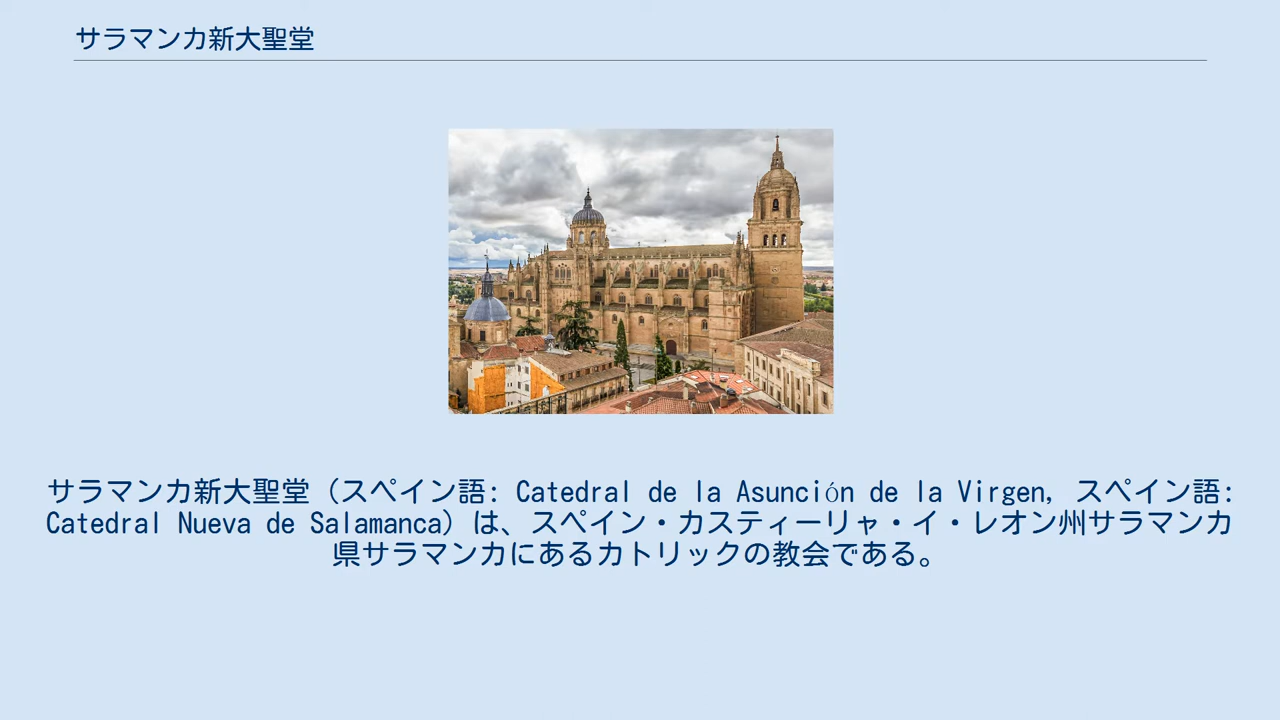 サラマンカ新大聖堂
サラマンカ新大聖堂（スペイン語: Catedral de la Asunción de la Virgen, スペイン語:
Catedral Nueva de Salamanca）は、スペイン・カスティーリャ・イ・レオン州サラマンカ
県サラマンカにあるカトリックの教会である。